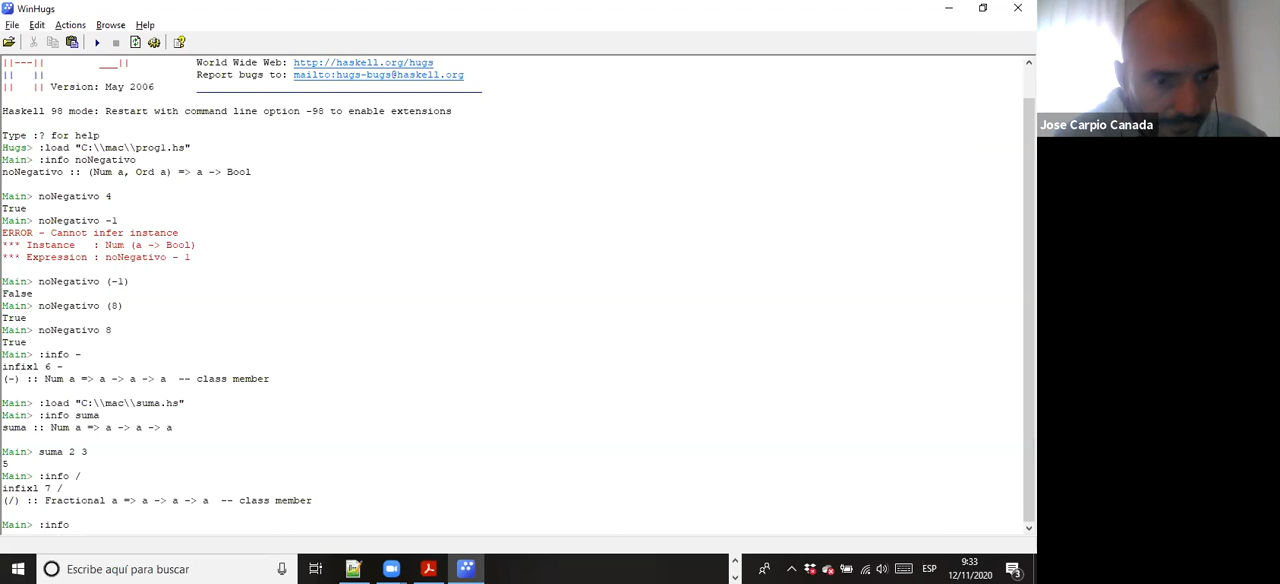 WinHugs
File Edit Actions Browse Help
||---|| ___|| World Wide Web: http://haskell.org/hugs
|| || Report bugs to: mailto:hugs-bugs@haskell.org
|| || Version: May 2006 _________________________________________
Haskell 98 mode: Restart with command line option -98 to enable extensions
Type :? for help
Hugs> :load "C:\\mac\\prog1.hs"
Main> :info noNegativo
noNegativo :: (Num a, Ord a) => a -> Bool
Main> noNegativo 4
True
Main> noNegativo -1
ERROR - Cannot infer instance
*** Instance : Num (a -> Bool)
*** Expression : noNegativo - 1
Main> noNegativo (-1)
False
Main> noNegativo (8)
True
Main> noNegativo 8
True
Main> :info -
infixl 6 -
(-) :: Num a => a -> a -> a -- class member
Main> :load "C:\\mac\\suma.hs"
Main> :info suma
suma :: Num a => a -> a -> a
Main> suma 2 3
5
Main> :info /
infixl 7 /
(/) :: Fractional a => a -> a -> a -- class member
Main> :info
Jose Carpio Canada
Escribe aquí para buscar
ESP
9:33
12/11/2020
3